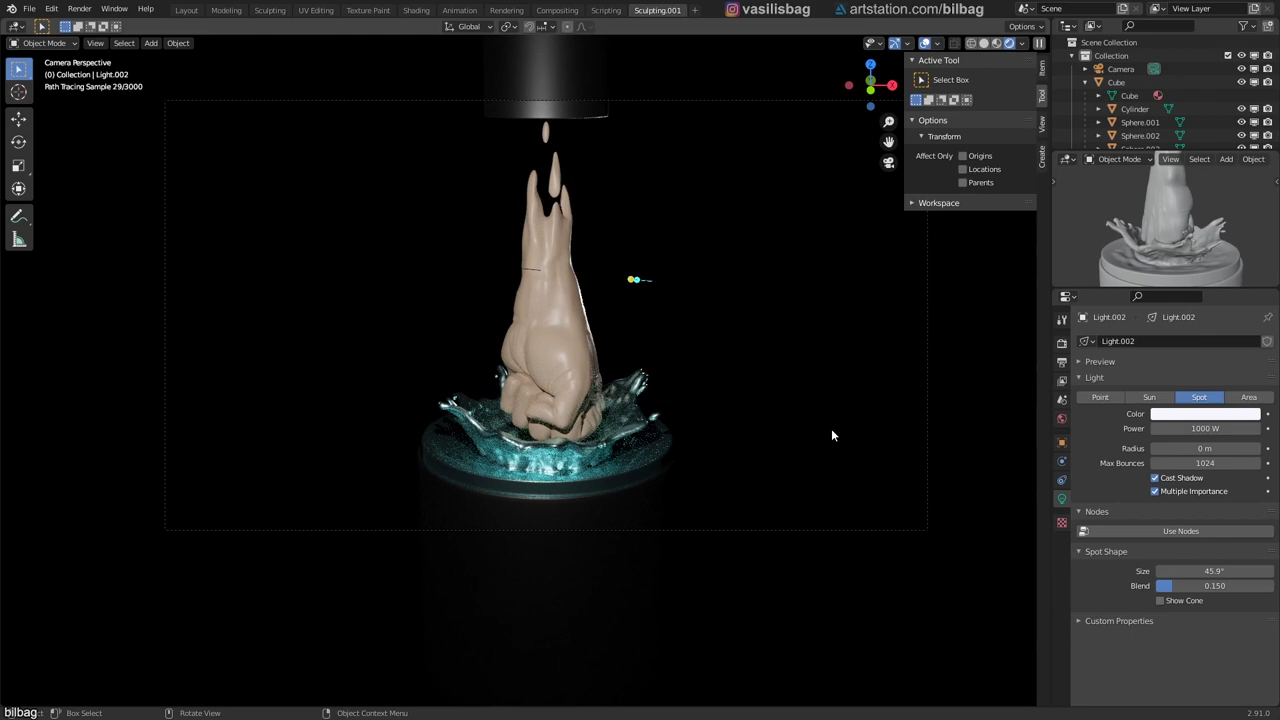 File Edit Render Window Help Layout Modeling Sculpting UV Editing Texture Paint Shading Animation Rendering Compositing Scripting Sculpting.001 + vasilisbag artstation.com/bilbag Scene View Layer
Global Options
Object Mode View Select Add Object
Camera Perspective
(0) Collection | Light.002
Path Tracing Sample 29/3000
Z
X
Active Tool
Select Box
Options
Transform
Affect Only Origins
Locations
Parents
Workspace
Item
Tool
View
Create
Scene Collection
Collection
Camera
Cube
Cube
Cylinder
Sphere.001
Sphere.002
Object Mode View Select Add Object
Light.002 Light.002
Light.002
Preview
Light
Point Sun Spot Area
Color
Power 1000 W
Radius 0 m
Max Bounces 1024
Cast Shadow
Multiple Importance
Nodes
Use Nodes
Spot Shape
Size 45.9°
Blend 0.150
Show Cone
Custom Properties
bilbag Box Select Rotate View Object Context Menu 2.91.0